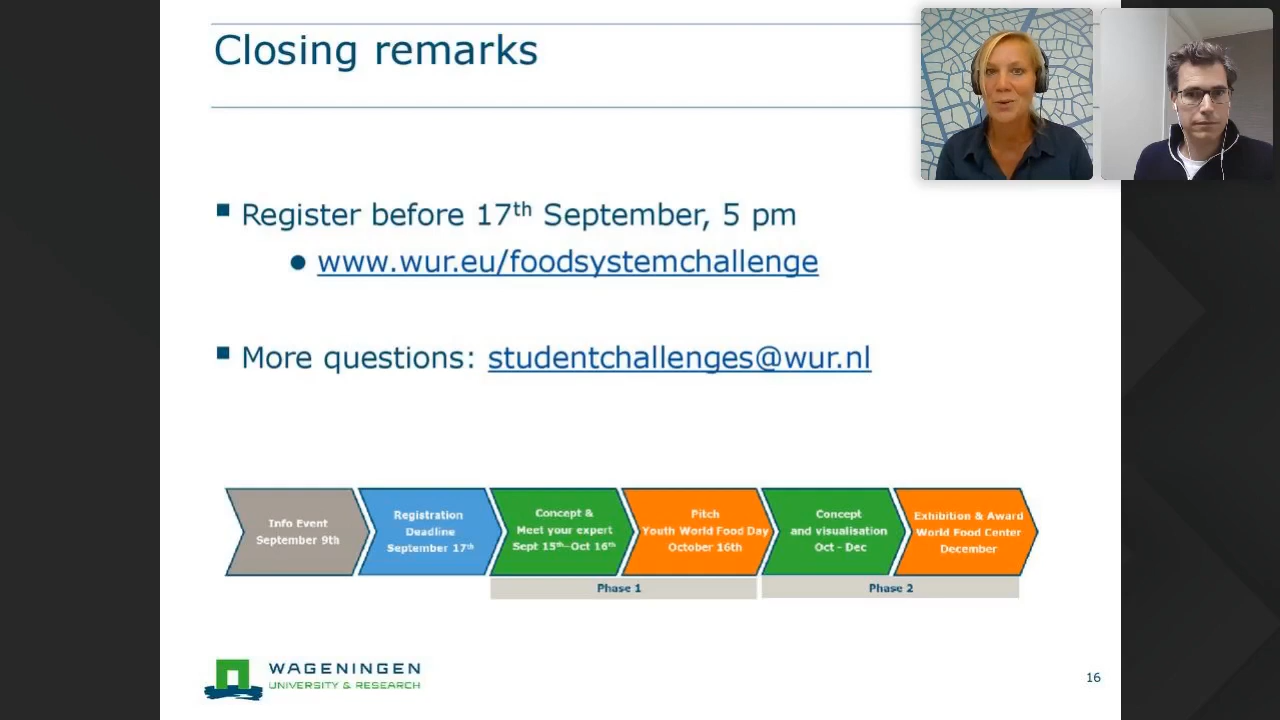 Closing remarks
Register before 17th September, 5 pm
www.wur.eu/foodsystemchallenge
More questions: studentchallenges@wur.nl
Info Event
September 9th
Registration
Deadline
September 17th
Concept &
Meet your expert
Sept 15th-Oct 16th
Pitch
Youth World Food Day
October 16th
Concept
and visualisation
Oct - Dec
Exhibition & Award
World Food Center
December
Phase 1
Phase 2
WAGENINGEN
UNIVERSITY & RESEARCH
16